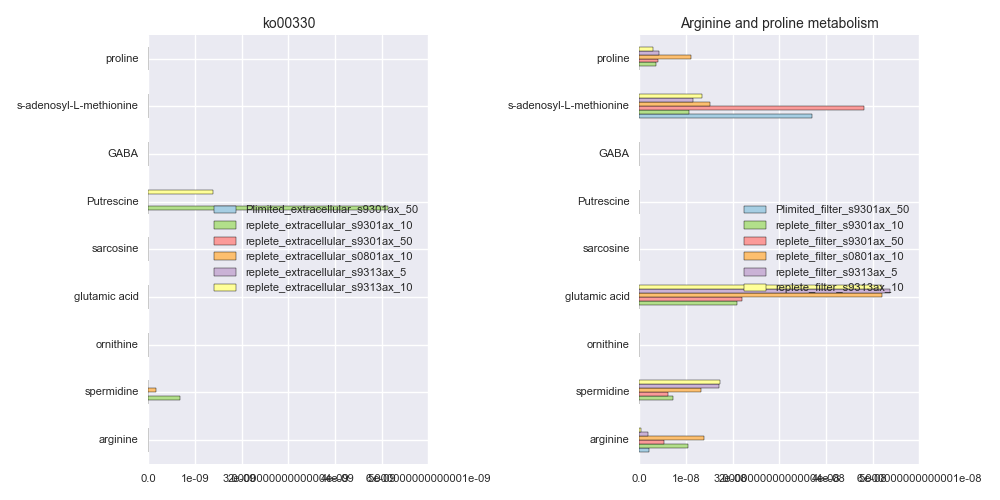 ko00330
proline
s-adenosyl-L-methionine
GABA
Putrescine
sarcosine
glutamic acid
ornithine
spermidine
arginine
Plimited_extracellular_s9301ax_50
replete_extracellular_s9301ax_10
replete_extracellular_s9301ax_50
replete_extracellular_s0801ax_10
replete_extracellular_s9313ax_5
replete_extracellular_s9313ax_10
0.0 1e-09
Arginine and proline metabolism
proline
s-adenosyl-L-methionine
GABA
Putrescine
sarcosine
glutamic acid
ornithine
spermidine
arginine
Plimited_filter_s9301ax_50
replete_filter_s9301ax_10
replete_filter_s9301ax_50
replete_filter_s0801ax_10
replete_filter_s9313ax_5
replete_filter_s9313ax_10
0.0 1e-08